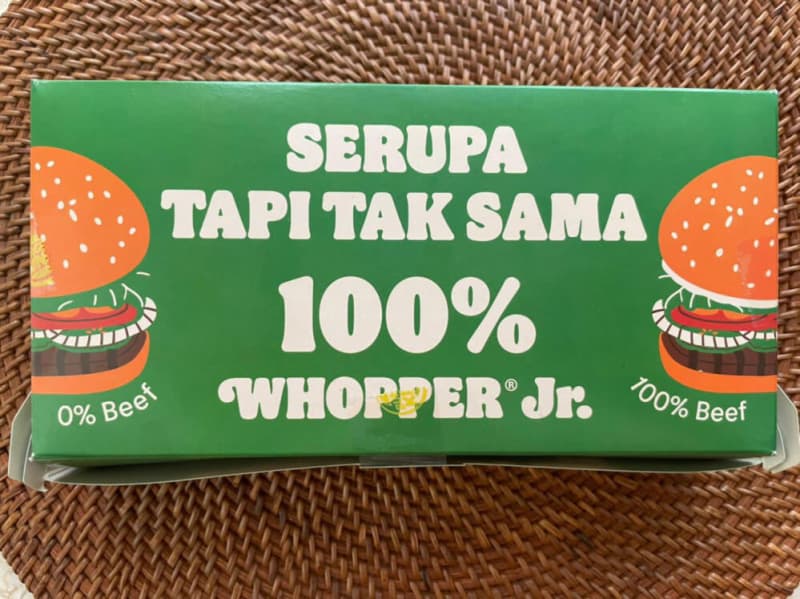 SERUPA
TAPI TAK SAMA
100%
WHOPPER® Jr.
0% Beef
100% Beef